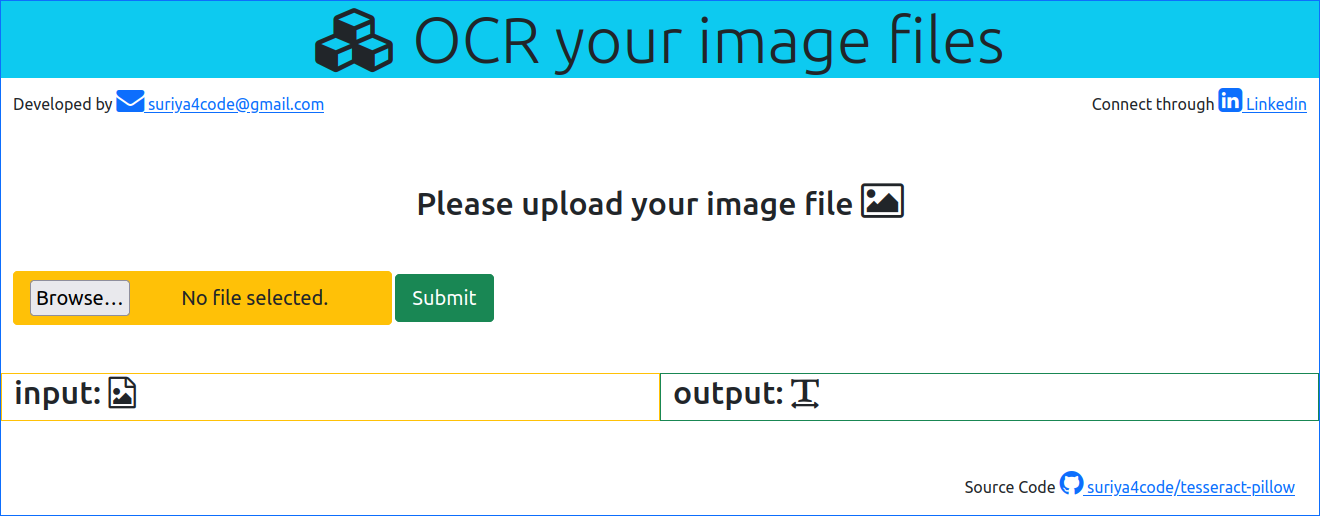 OCR your image files
Developed by suriya4code@gmail.com
Connect through Linkedin
Please upload your image file
Browse... No file selected. Submit
input:
output:
Source Code suriya4code/tesseract-pillow